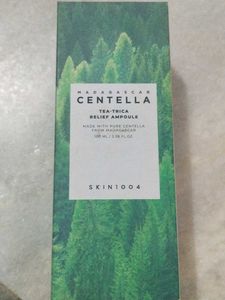 MADAGASCAR
CENTELLA
TEA-TRICA
RELIEF AMPOULE
MADE WITH PURE CENTELLA
FROM MADAGASCAR
100 ML / 3.38 FL.OZ.
SKIN1004